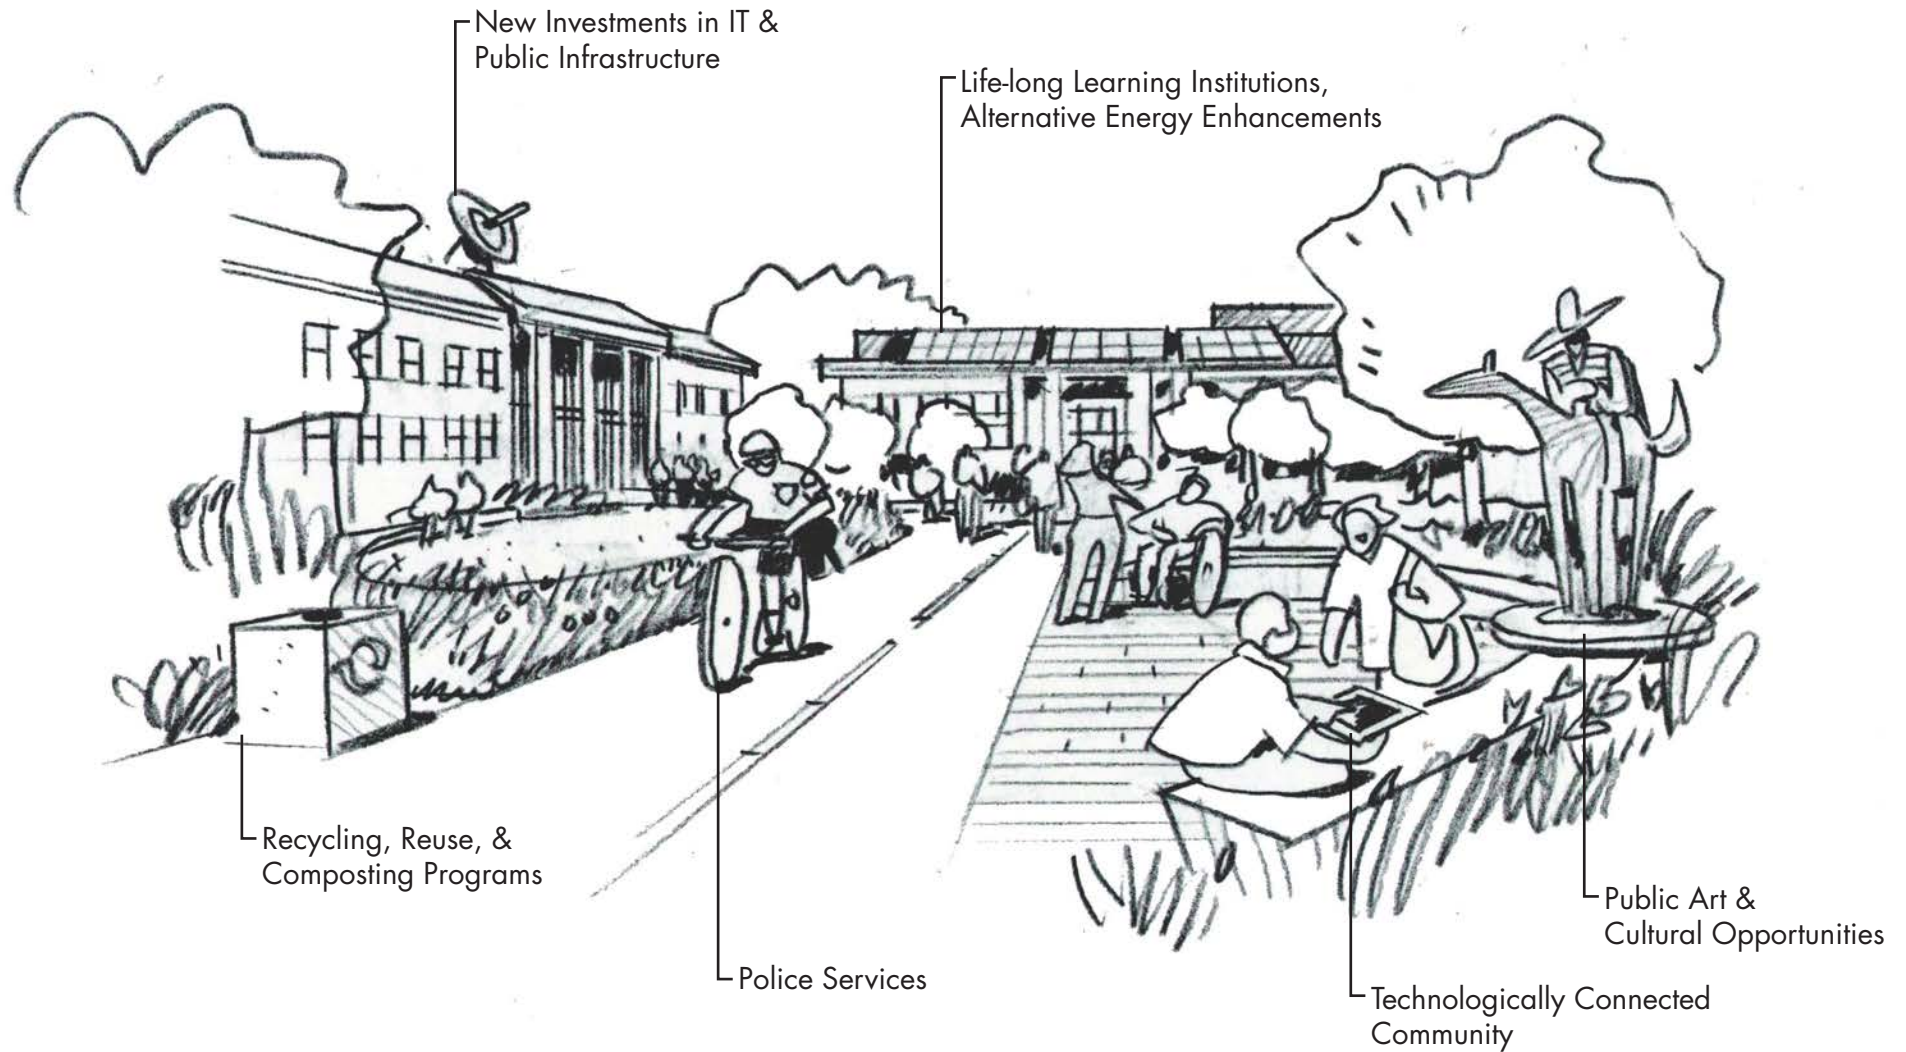 New Investments in IT &
Public Infrastructure
Life-long Learning Institutions,
Alternative Energy Enhancements
Recycling, Reuse, &
Composting Programs
Police Services
Public Art &
Cultural Opportunities
Technologically Connected
Community